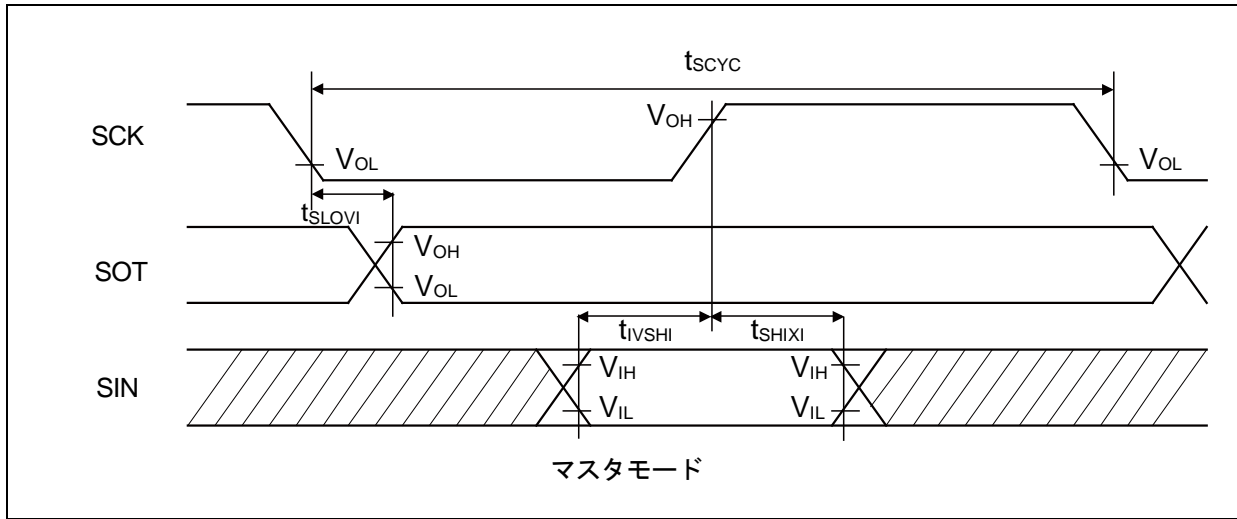 tSCYC
SCK
VOL
VOH
VOL
tSLOVI
SOT
VOH
VOL
tIVSHI
tSHIXI
SIN
VIH
VIL
VIH
VIL
マスタモード